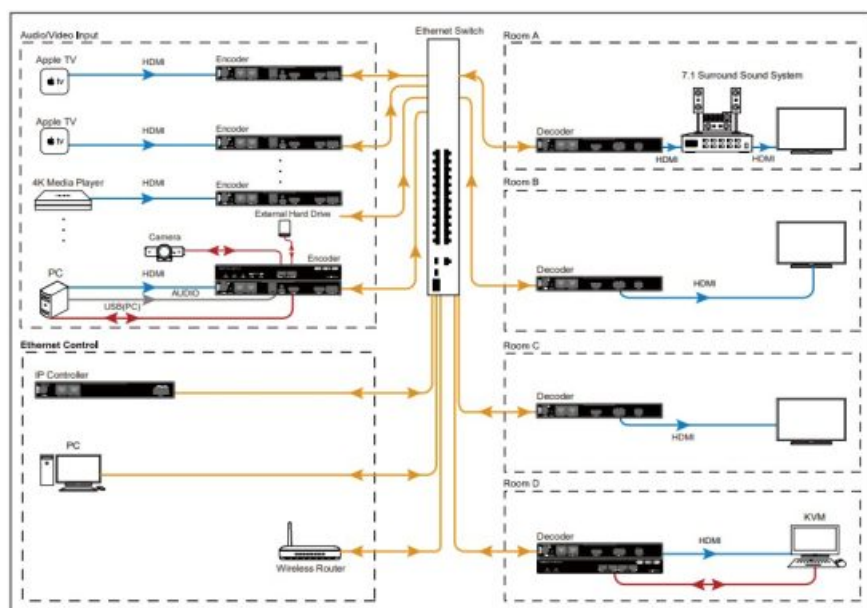 Audio/Video Input
Apple TV
HDMI
Encoder
tv
Apple TV
HDMI
Encoder
tv
4K Media Player
HDMI
Encoder
External Hard Drive
Camera
Encoder
PC
HDMI
AUDIO
USB(PC)
Ethernet Control
IP Controller
PC
Wireless Router
Ethernet Switch
Room A
7.1 Surround Sound System
Decoder
HDMI
HDMI
Room B
Decoder
HDMI
Room C
Decoder
HDMI
Room D
Decoder
HDMI
KVM